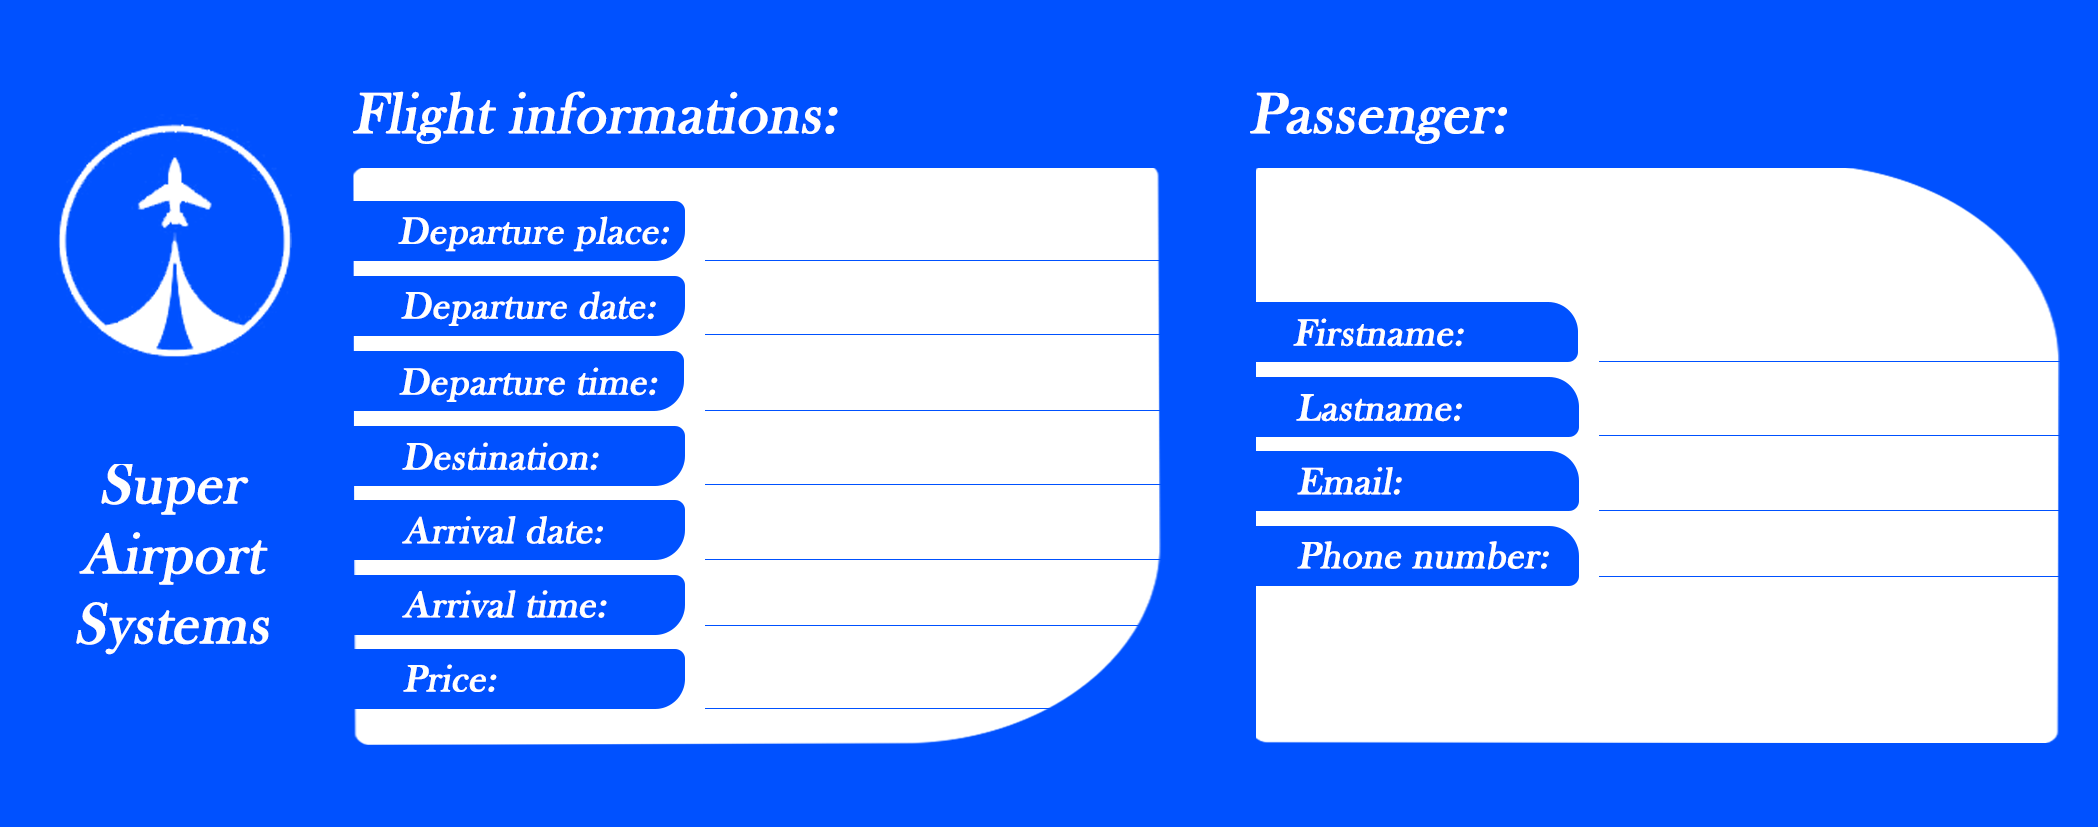 Super
Airport
Systems
Flight informations:
Departure place:
Departure date:
Departure time:
Destination:
Arrival date:
Arrival time:
Price:
Passenger:
Firstname:
Lastname:
Email:
Phone number: